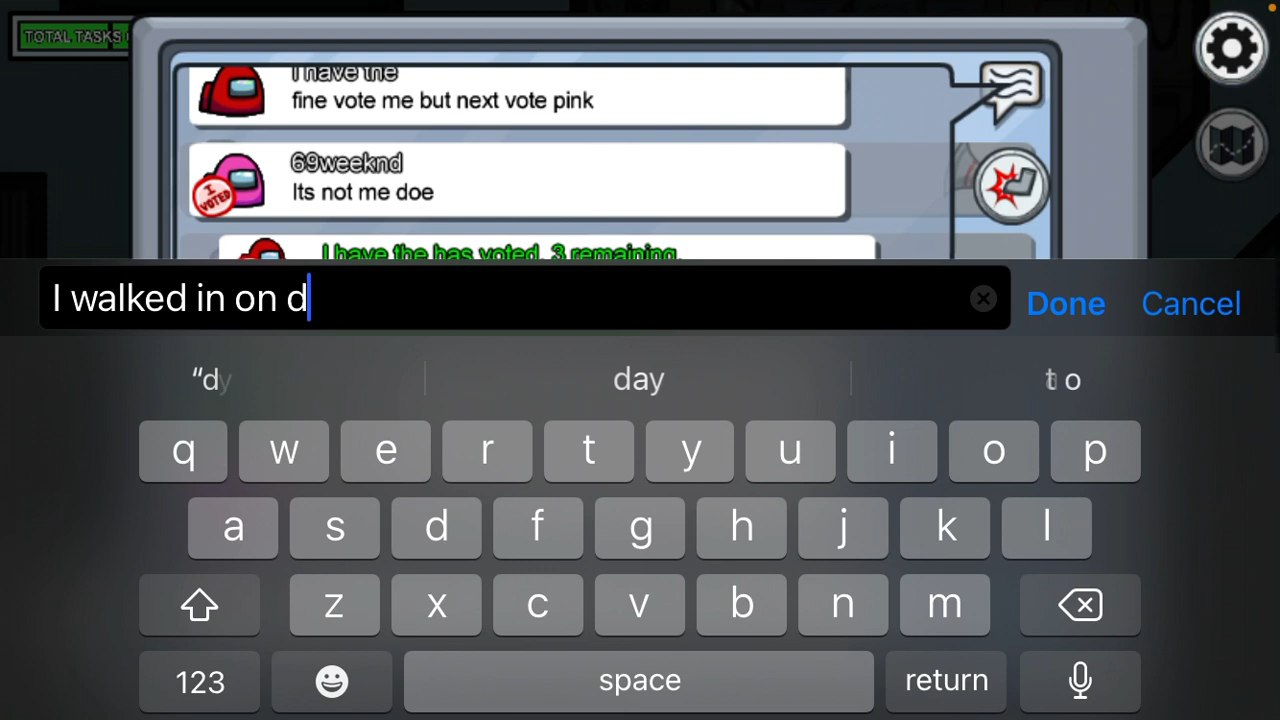 TOTAL TASKS
I have the
fine vote me but next vote pink
69weeknd
I VOTED
Its not me doe
I have the has voted. 3 remaining.
I walked in on d
Done
Cancel
day
q w e r t y u i o p
a s d f g h j k l
z x c v b n m
123
space
return